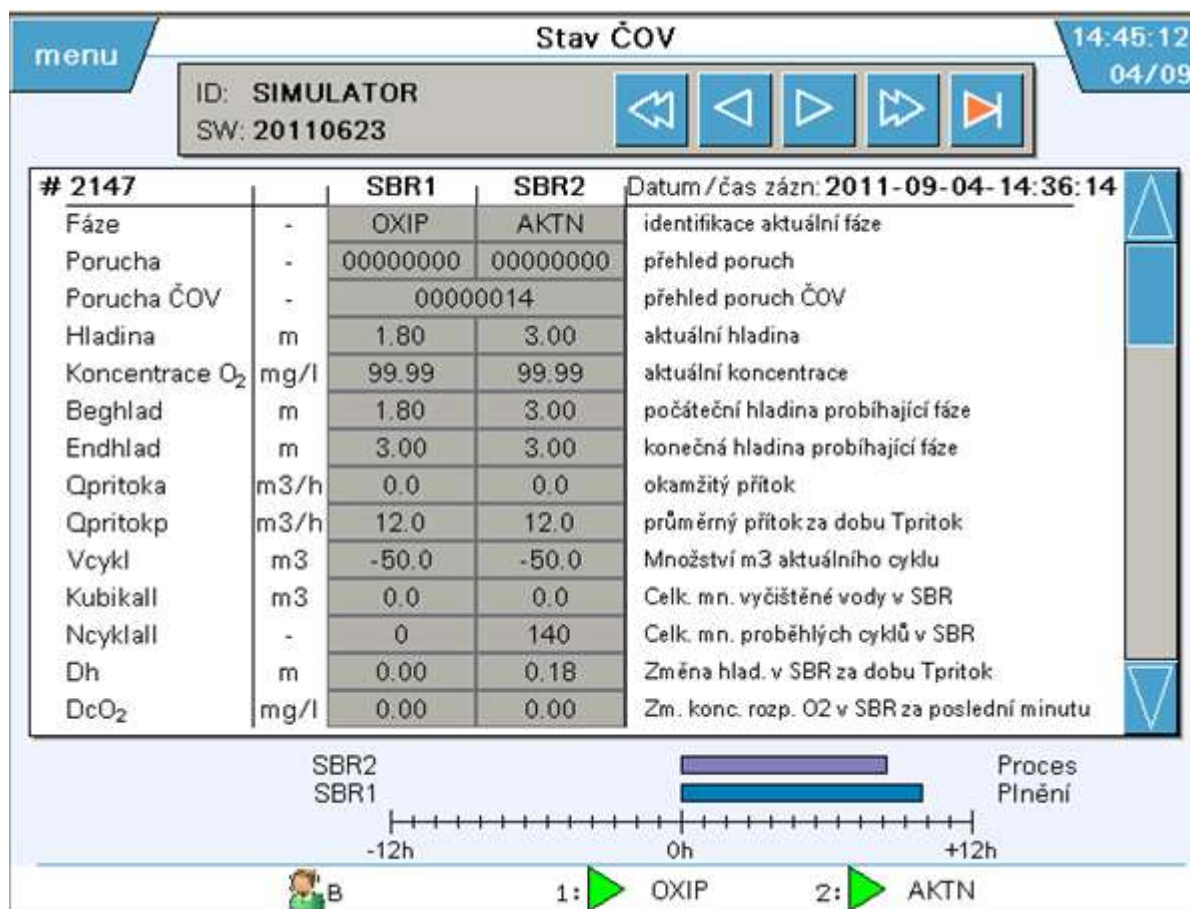 menu
Stav ČOV
14:45:12
04/09
ID: SIMULATOR
SW: 20110623
# 2147 SBR1 SBR2 Datum/čas zázn: 2011-09-04-14:36:14
Fáze - OXIP AKTN identifikace aktuální fáze
Porucha - 00000000 00000000 přehled poruch
Porucha ČOV - 00000014 přehled poruch ČOV
Hladina m 1.80 3.00 aktuální hladina
Koncentrace O₂ mg/l 99.99 99.99 aktuální koncentrace
Beghlad m 1.80 3.00 počáteční hladina probíhající fáze
Endhlad m 3.00 3.00 konečná hladina probíhající fáze
Qpritoka m3/h 0.0 0.0 okamžitý přítok
Qpritokp m3/h 12.0 12.0 průměrný přítok za dobu Tpritok
Vcykl m3 -50.0 -50.0 Množství m3 aktuálního cyklu
Kubikall m3 0.0 0.0 Celk. mn. vyčištěné vody v SBR
Ncyklall - 0 140 Celk. mn. proběhlých cyklů v SBR
Dh m 0.00 0.18 Změna hlad. v SBR za dobu Tpritok
DcO₂ mg/l 0.00 0.00 Zm. konc. rozp. O2 v SBR za poslední minutu
SBR2 Proces
SBR1 Plnění
-12h 0h +12h
B 1: OXIP 2: AKTN